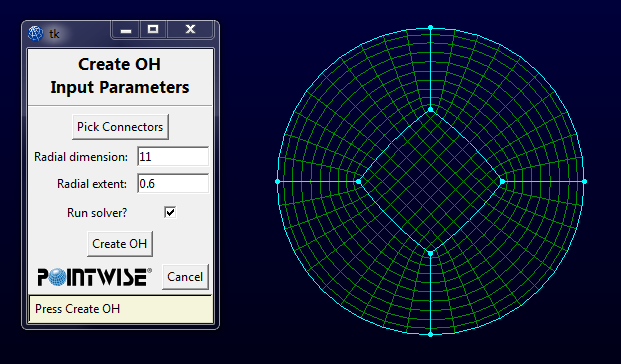 tk
Create OH
Input Parameters
Pick Connectors
Radial dimension: 11
Radial extent: 0.6
Run solver?
Create OH
POINTWISE®
Cancel
Press Create OH